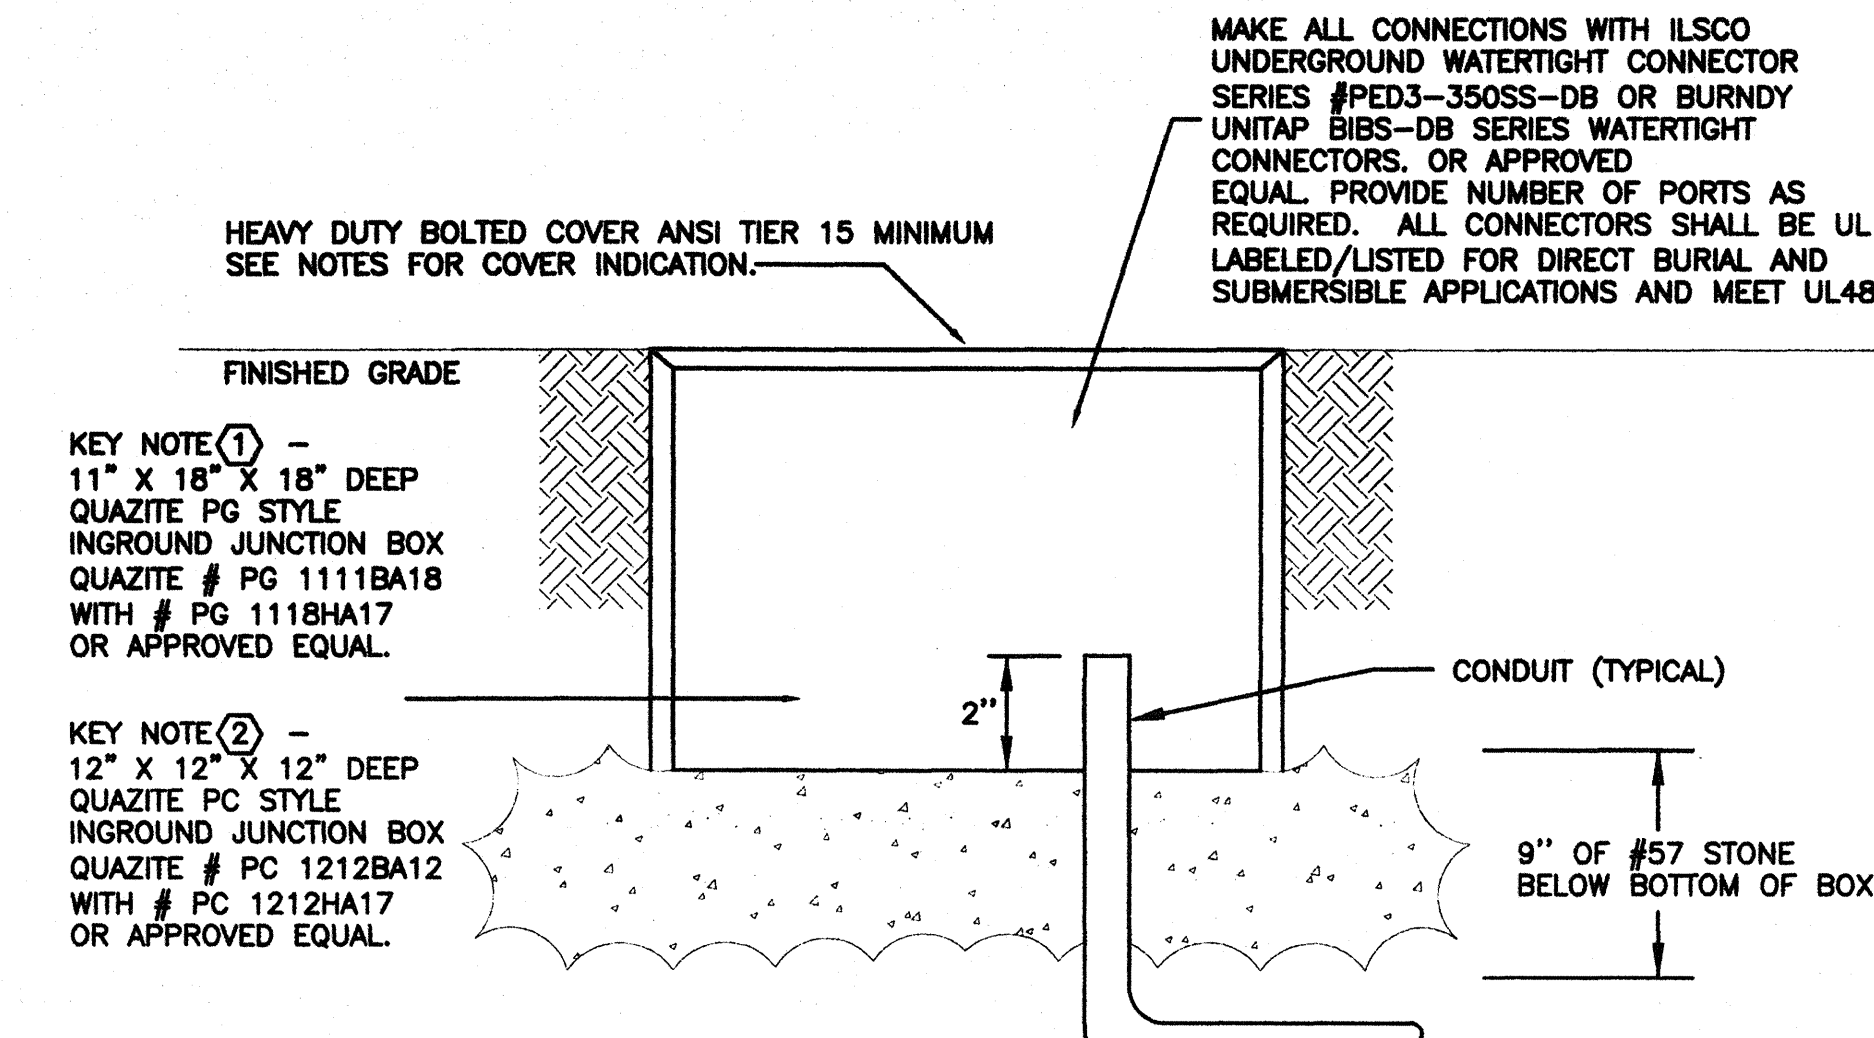 MAKE ALL CONNECTIONS WITH ILSCO
UNDERGROUND WATERTIGHT CONNECTOR
SERIES #PED3-350SS-DB OR BURNDY
UNITAP BIBS-DB SERIES WATERTIGHT
CONNECTORS. OR APPROVED
EQUAL. PROVIDE NUMBER OF PORTS AS
REQUIRED. ALL CONNECTORS SHALL BE UL
LABELED/LISTED FOR DIRECT BURIAL AND
SUBMERSIBLE APPLICATIONS AND MEET UL48
HEAVY DUTY BOLTED COVER ANSI TIER 15 MINIMUM
SEE NOTES FOR COVER INDICATION.
FINISHED GRADE
KEY NOTE 1 -
11" X 18" X 18" DEEP
QUAZITE PG STYLE
INGROUND JUNCTION BOX
QUAZITE # PG 1111BA18
WITH # PG 1118HA17
OR APPROVED EQUAL.
CONDUIT (TYPICAL)
2"
KEY NOTE 2 -
12" X 12" X 12" DEEP
QUAZITE PC STYLE
INGROUND JUNCTION BOX
QUAZITE # PC 1212BA12
WITH # PC 1212HA17
OR APPROVED EQUAL.
9" OF #57 STONE
BELOW BOTTOM OF BOX